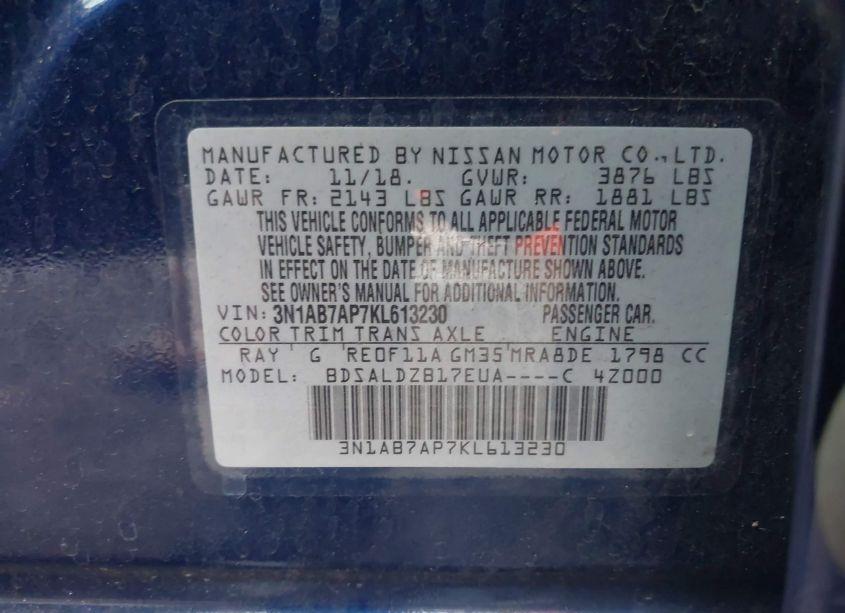 MANUFACTURED BY NISSAN MOTOR CO.,LTD.
DATE: 11/18. GVWR: 3876 LBS
GAWR FR: 2143 LBS GAWR RR: 1881 LBS
THIS VEHICLE CONFORMS TO ALL APPLICABLE FEDERAL MOTOR
VEHICLE SAFETY, BUMPER AND THEFT PREVENTION STANDARDS
IN EFFECT ON THE DATE OF MANUFACTURE SHOWN ABOVE.
SEE OWNER'S MANUAL FOR ADDITIONAL INFORMATION.
VIN: 3N1AB7AP7KL613230 PASSENGER CAR.
COLOR TRIM TRANS AXLE ENGINE
RAY G RE0F11A GM35 MRA8DE 1798 CC
MODEL: BDSALDZB17EUA----C 4Z000
3N1AB7AP7KL613230